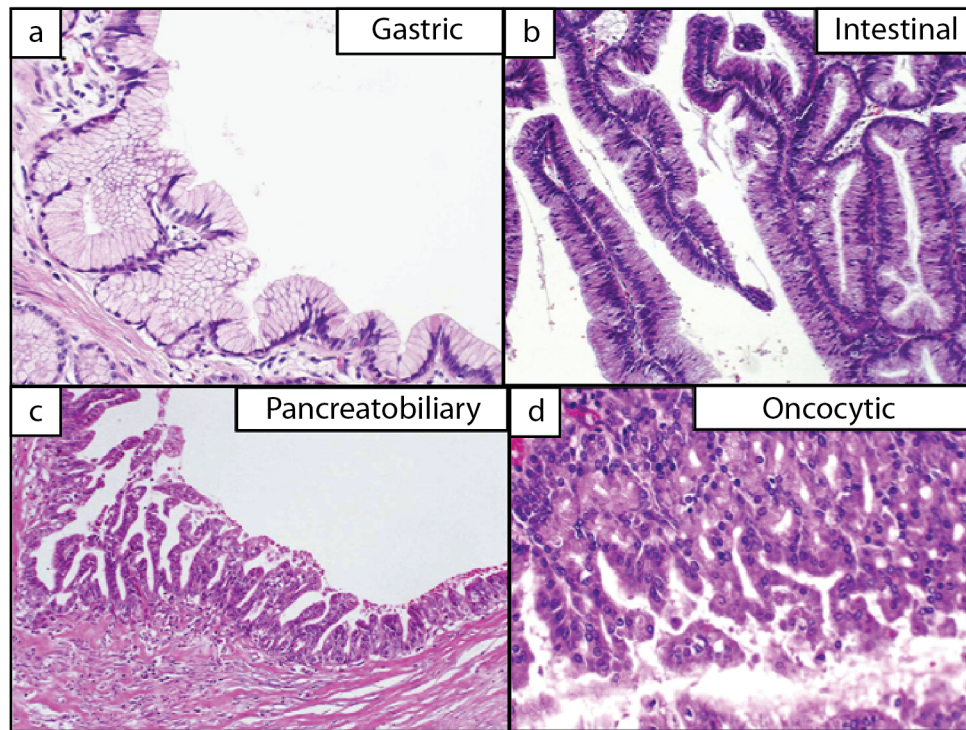 a
Gastric
b
Intestinal
c
Pancreatobiliary
d
Oncocytic